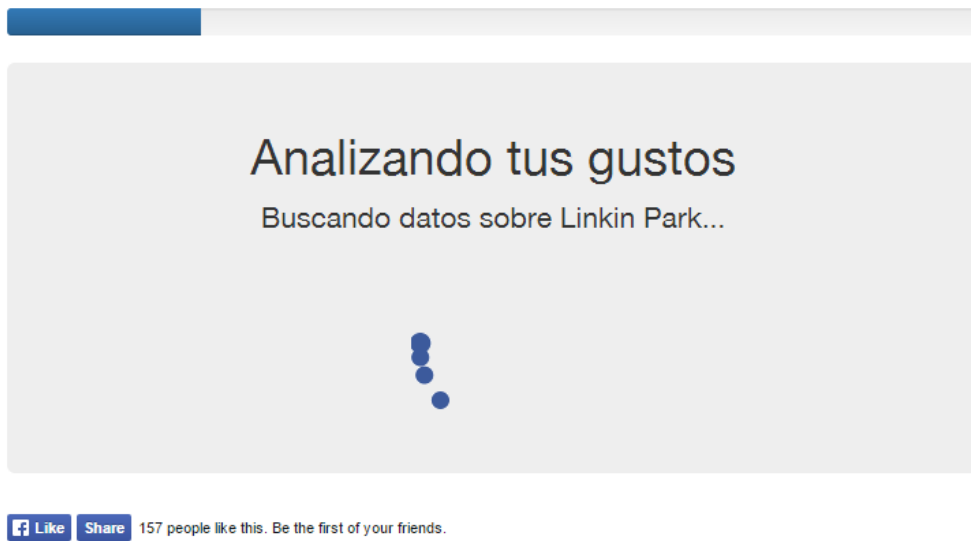 Analizando tus gustos
Buscando datos sobre Linkin Park...
Like Share 157 people like this. Be the first of your friends.